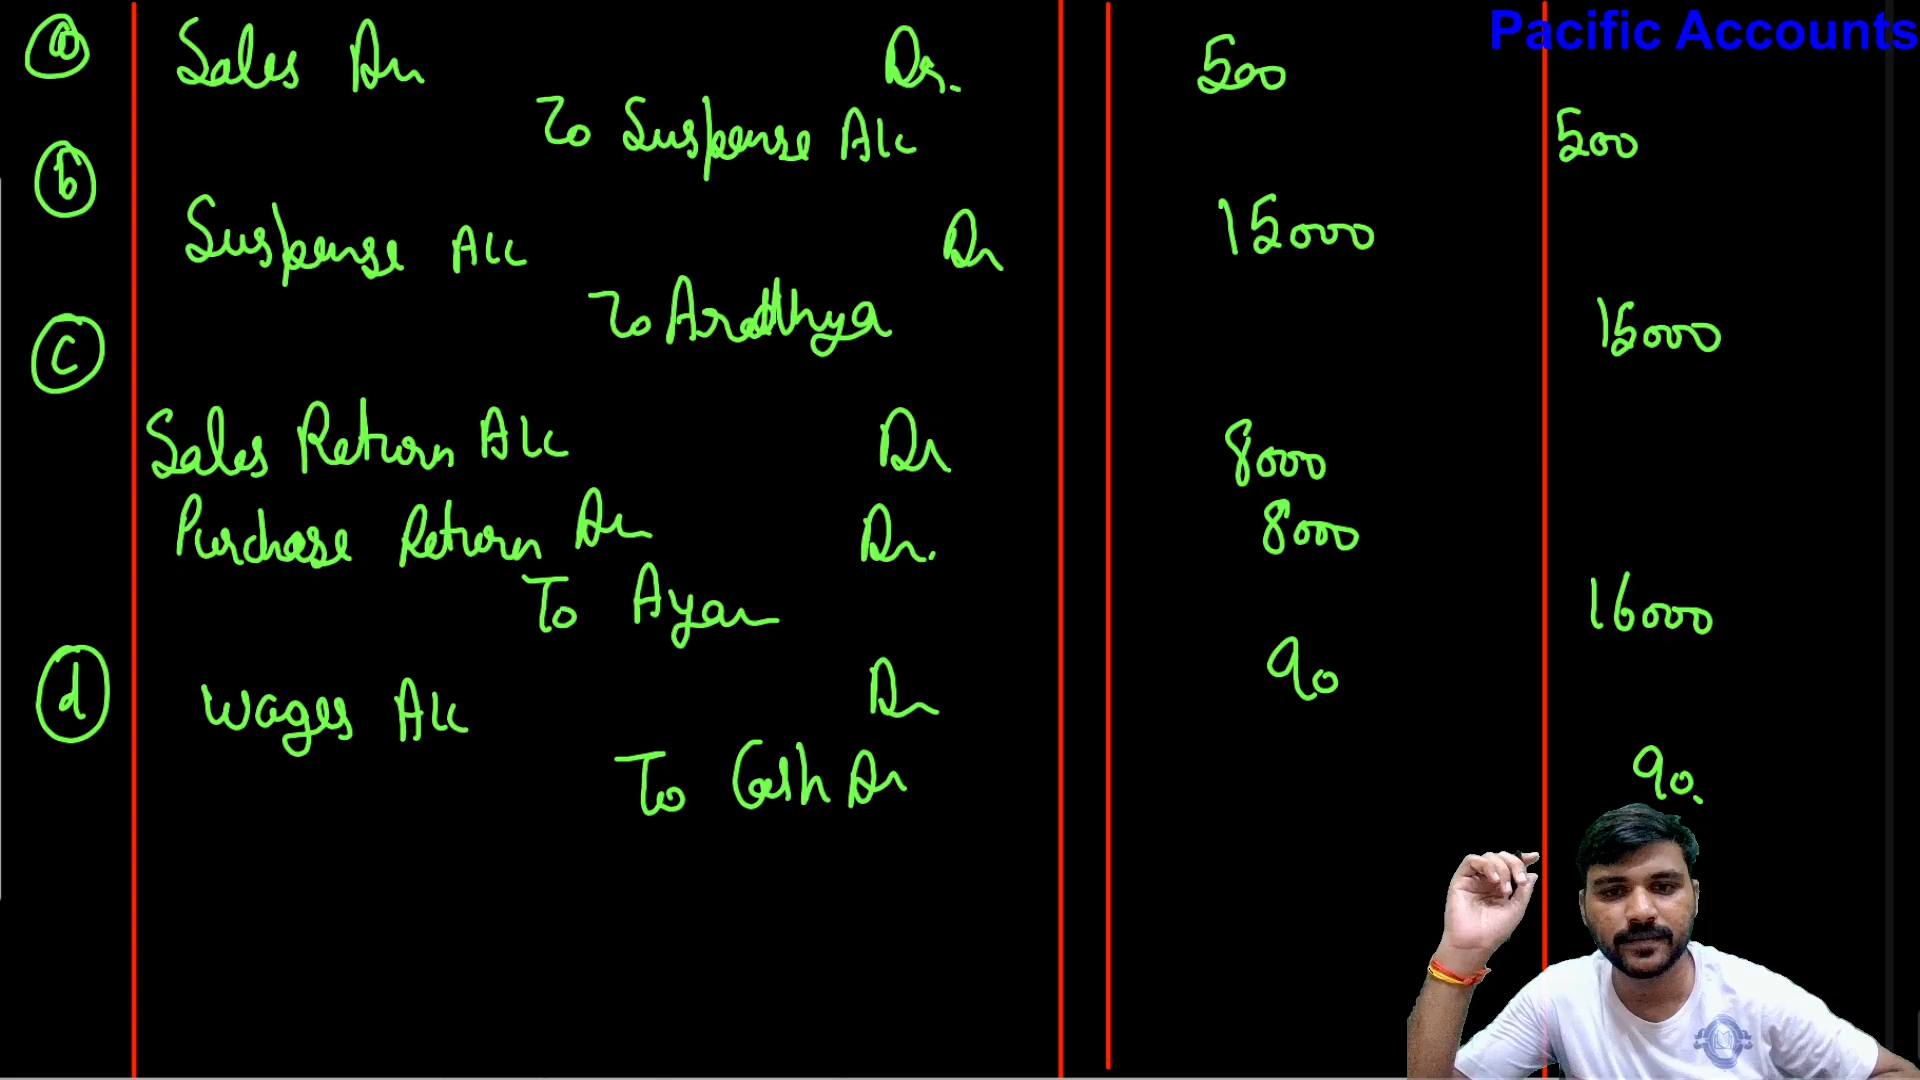 Pacific Accounts
a Sales A/c Dr. 500
To Suspense A/c 500
b
Suspense A/c Dr 15000
To Aradhya 15000
c
Sales Return A/c Dr 8000
Purchase Return A/c Dr. 8000
To Ayan 16000
d Wages A/c Dr 90
To Cash A/c 90.